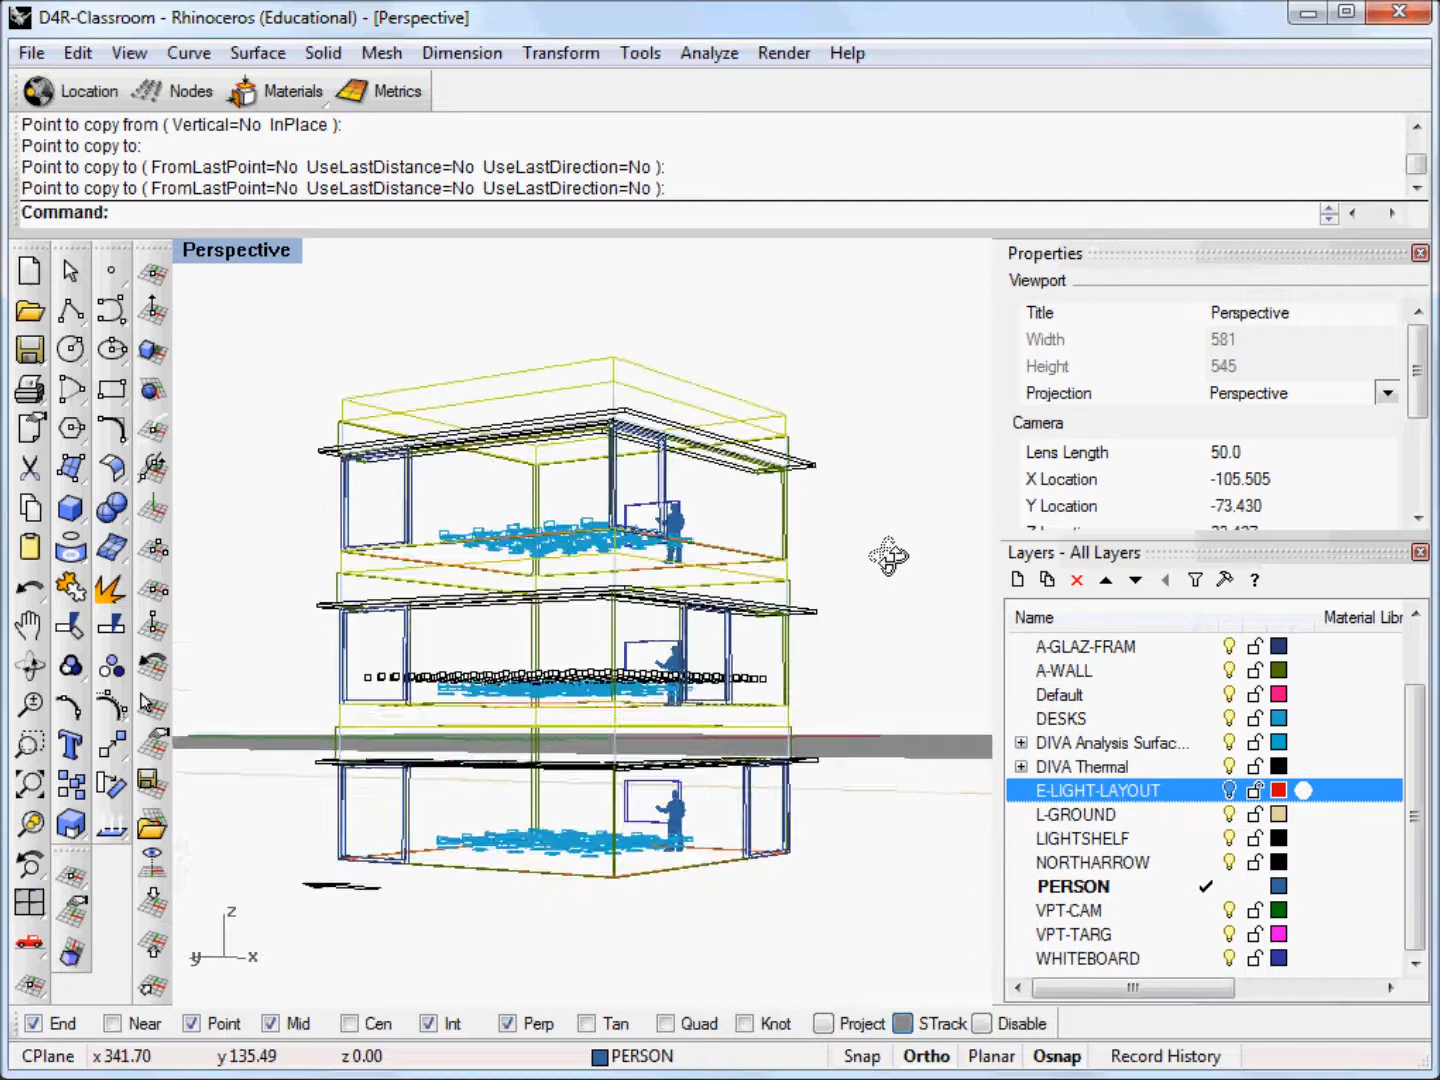 D4R-Classroom - Rhinoceros (Educational) - [Perspective]
File Edit View Curve Surface Solid Mesh Dimension Transform Tools Analyze Render Help
Location Nodes Materials Metrics
Point to copy from ( Vertical=No InPlace ):
Point to copy to:
Point to copy to ( FromLastPoint=No UseLastDistance=No UseLastDirection=No ):
Point to copy to ( FromLastPoint=No UseLastDistance=No UseLastDirection=No ):
Command:
Perspective
z
y x
Properties
Viewport
Title Perspective
Width 581
Height 545
Projection Perspective
Camera
Lens Length 50.0
X Location -105.505
Y Location -73.430
Layers - All Layers
?
Name Material Libr
A-GLAZ-FRAM
A-WALL
Default
DESKS
DIVA Analysis Surfac...
DIVA Thermal
E-LIGHT-LAYOUT
L-GROUND
LIGHTSHELF
NORTHARROW
PERSON
VPT-CAM
VPT-TARG
WHITEBOARD
End Near Point Mid Cen Int Perp Tan Quad Knot Project STrack Disable
CPlane x 341.70 y 135.49 z 0.00 PERSON Snap Ortho Planar Osnap Record History